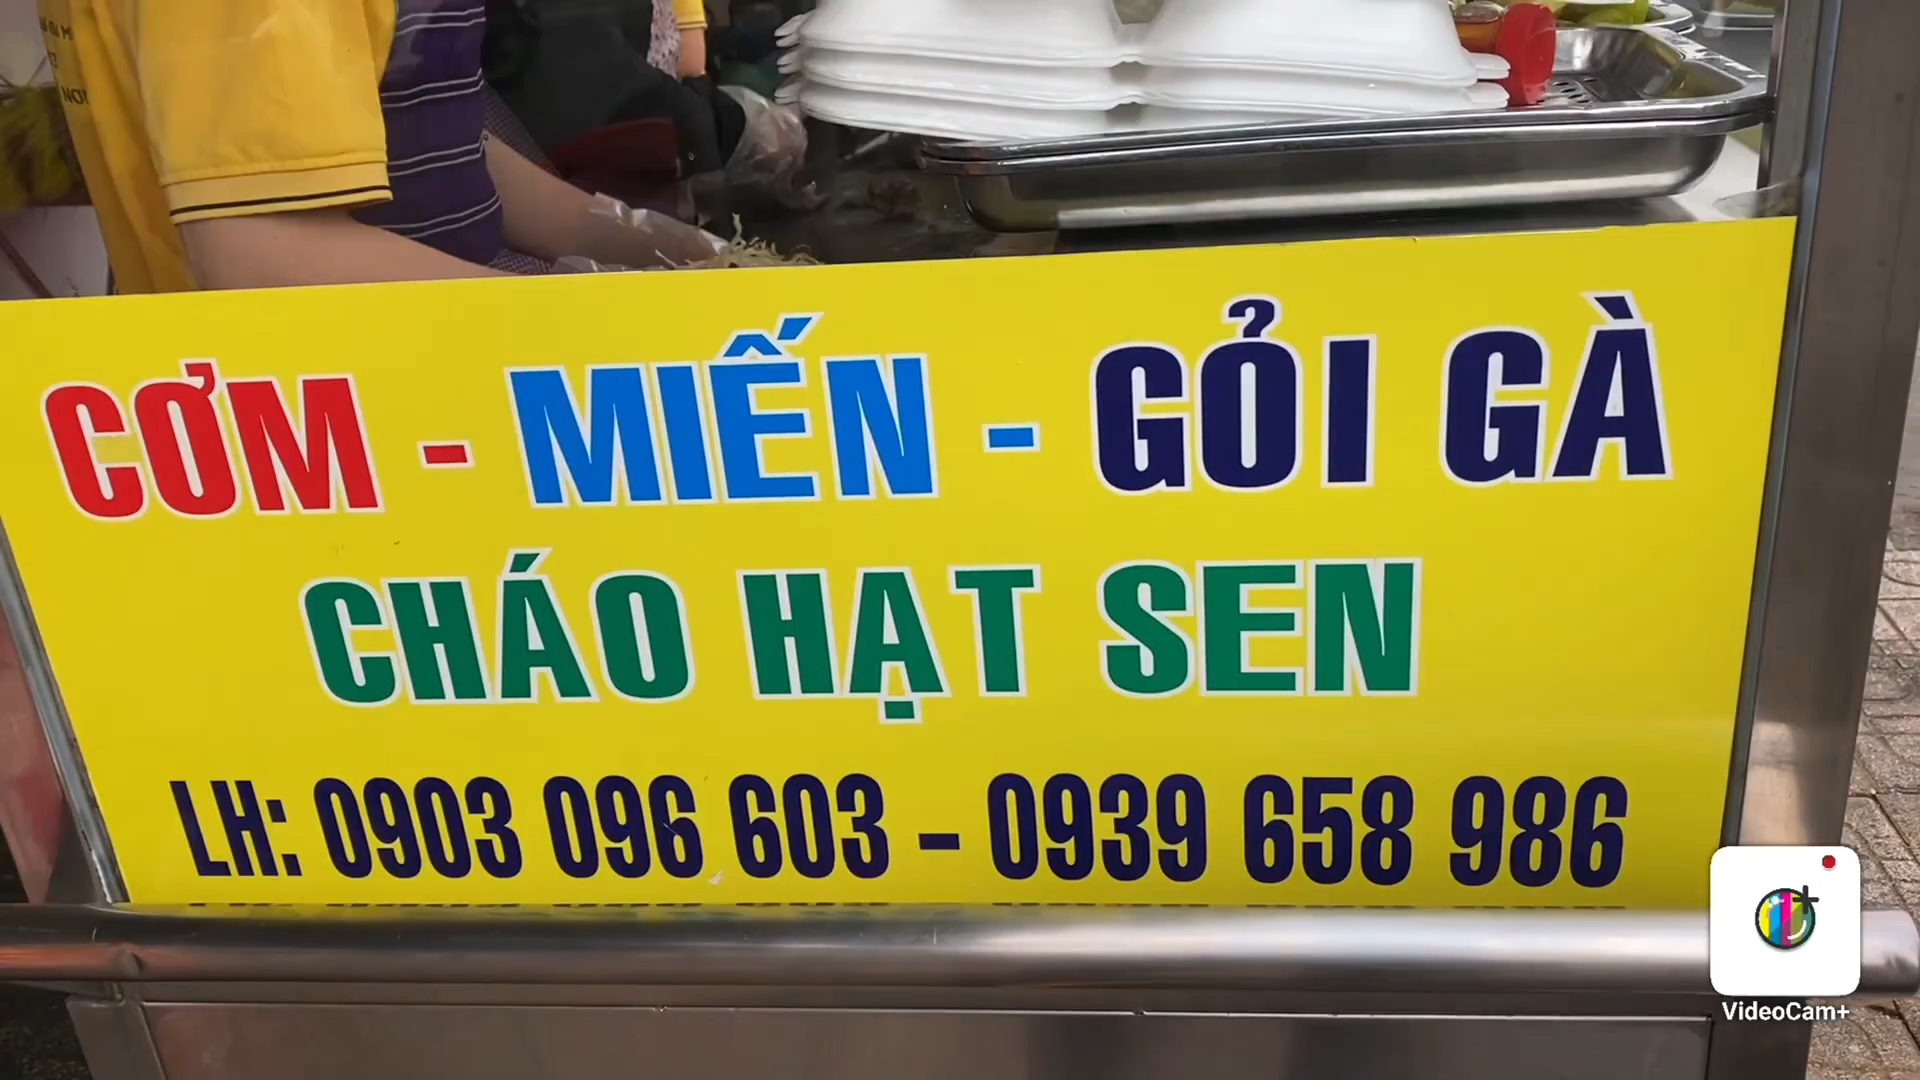 CƠM - MIẾN - GỎI GÀ
CHÁO HẠT SEN
LH: 0903 096 603 - 0939 658 986
VideoCam+